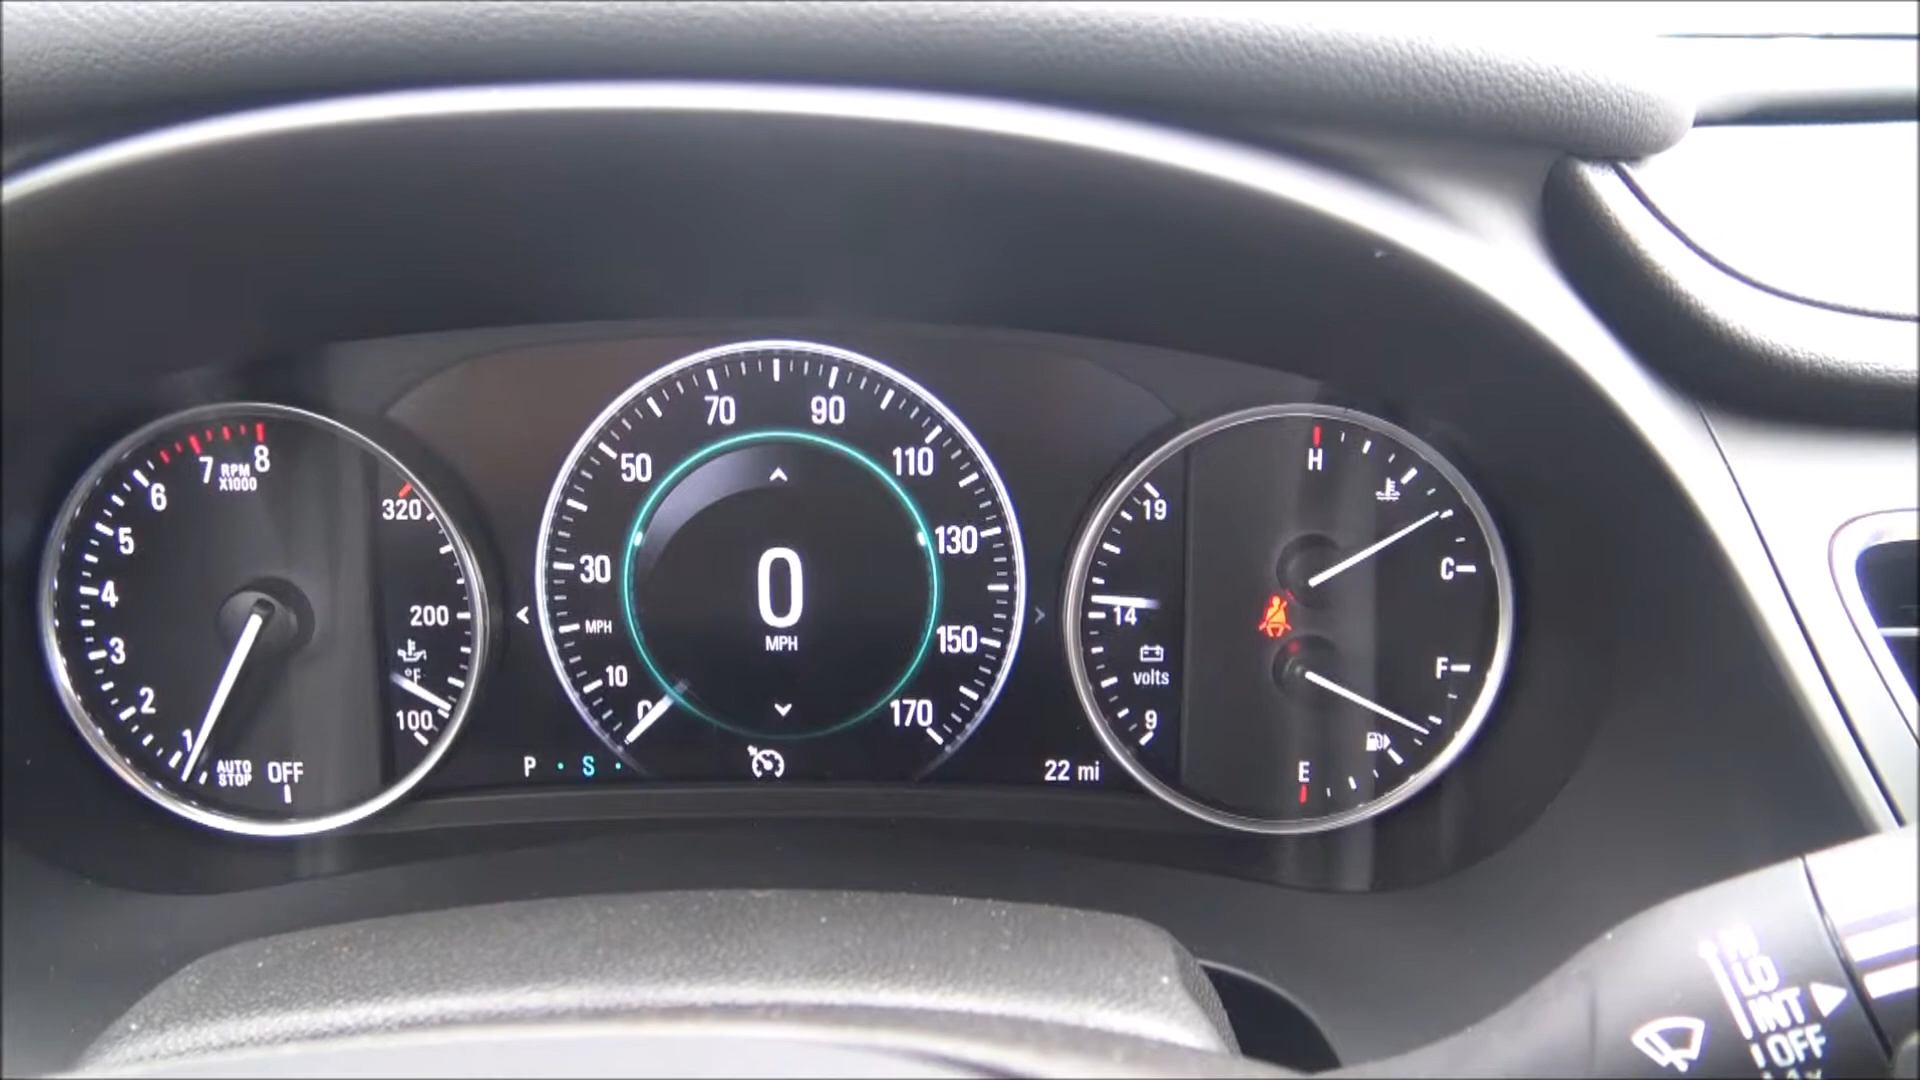 8
7
RPM
X1000
6
5
4
3
2
1
AUTO
STOP
OFF
320
200
°F
100
70
90
50
110
30
130
MPH
150
10
170
0
0
MPH
P · S ·
22 mi
19
14
volts
9
H
C
F
E
HI
LO
INT
OFF
1x